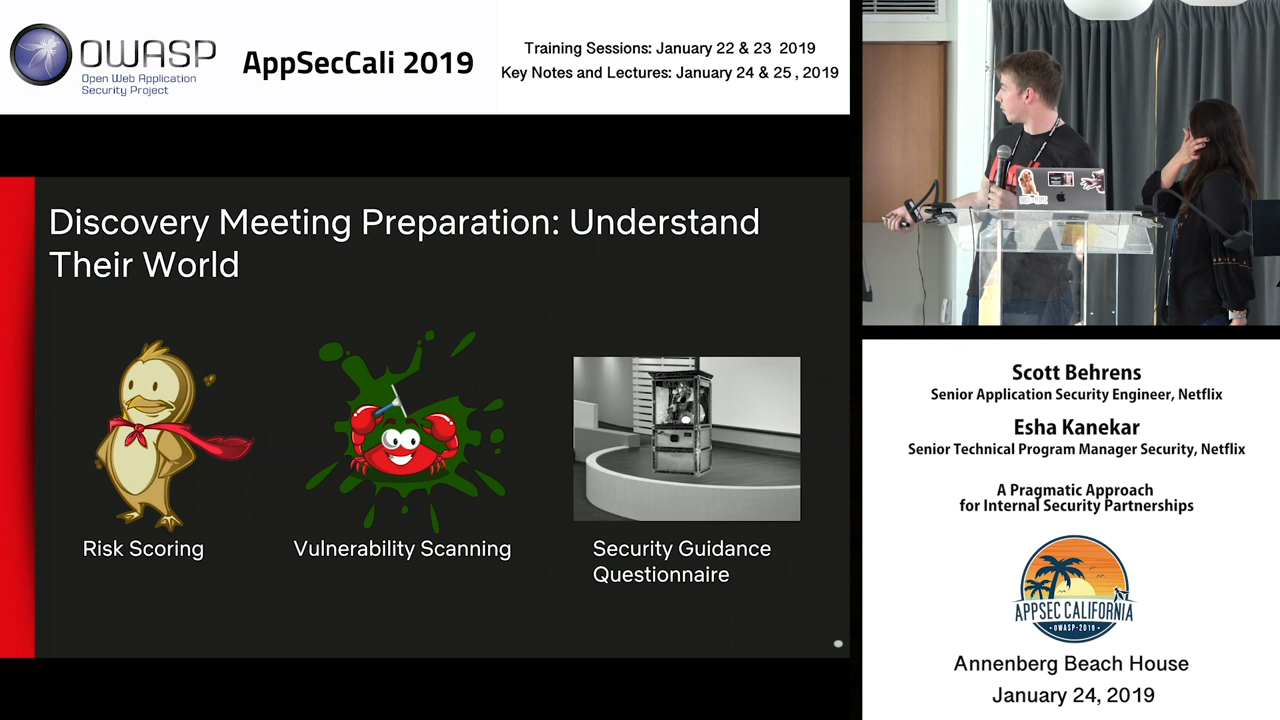 OWASP
Open Web Application
Security Project
AppSecCali 2019
Training Sessions: January 22 & 23 2019
Key Notes and Lectures: January 24 & 25 , 2019
Discovery Meeting Preparation: Understand
Their World
Risk Scoring
Vulnerability Scanning
Security Guidance
Questionnaire
Scott Behrens
Senior Application Security Engineer, Netflix
Esha Kanekar
Senior Technical Program Manager Security, Netflix
A Pragmatic Approach
for Internal Security Partnerships
APPSEC CALIFORNIA
• OWASP-2019 •
Annenberg Beach House
January 24, 2019